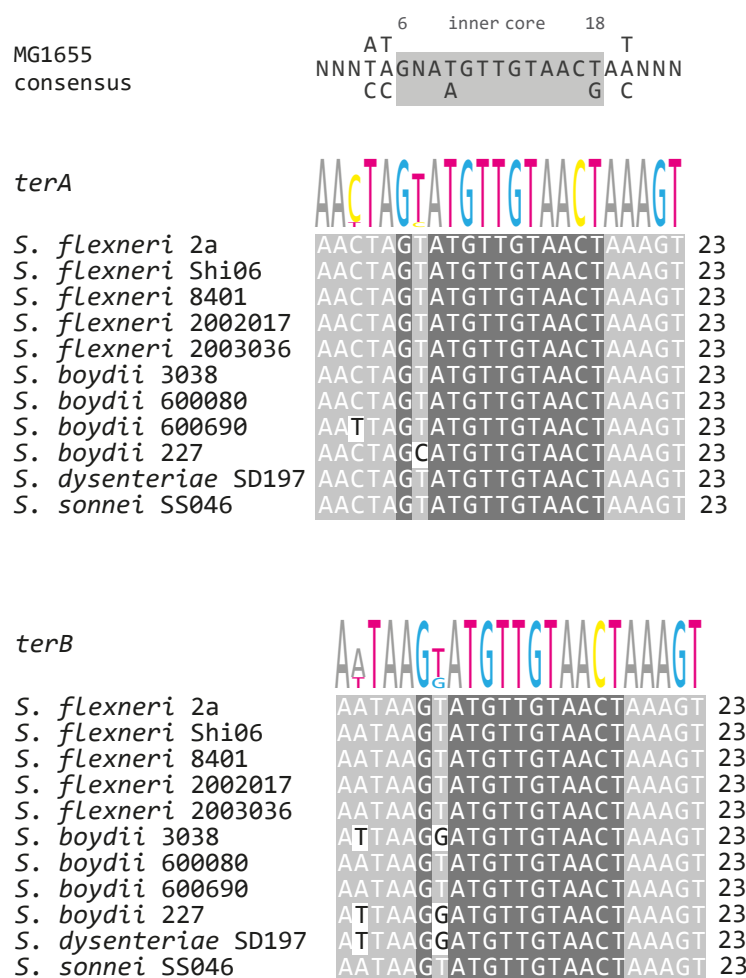 6 inner core 18
AT T
MG1655
NNNTAGNATGTTGTAACTAANNN
consensus
CC A G C
terA
AACTAGTATGTTGTAACTAAAGT
S. flexneri 2a AACTAGTATGTTGTAACTAAAGT 23
S. flexneri Shi06 AACTAGTATGTTGTAACTAAAGT 23
S. flexneri 8401 AACTAGTATGTTGTAACTAAAGT 23
S. flexneri 2002017 AACTAGTATGTTGTAACTAAAGT 23
S. flexneri 2003036 AACTAGTATGTTGTAACTAAAGT 23
S. boydii 3038 AACTAGTATGTTGTAACTAAAGT 23
S. boydii 600080 AACTAGTATGTTGTAACTAAAGT 23
S. boydii 600690 AATTAGTATGTTGTAACTAAAGT 23
S. boydii 227 AACTAGCATGTTGTAACTAAAGT 23
S. dysenteriae SD197 AACTAGTATGTTGTAACTAAAGT 23
S. sonnei SS046 AACTAGTATGTTGTAACTAAAGT 23
terB
AATAAGTATGTTGTAACTAAAGT
S. flexneri 2a AATAAGTATGTTGTAACTAAAGT 23
S. flexneri Shi06 AATAAGTATGTTGTAACTAAAGT 23
S. flexneri 8401 AATAAGTATGTTGTAACTAAAGT 23
S. flexneri 2002017 AATAAGTATGTTGTAACTAAAGT 23
S. flexneri 2003036 AATAAGTATGTTGTAACTAAAGT 23
S. boydii 3038 ATTAAGGATGTTGTAACTAAAGT 23
S. boydii 600080 AATAAGTATGTTGTAACTAAAGT 23
S. boydii 600690 AATAAGTATGTTGTAACTAAAGT 23
S. boydii 227 ATTAAGGATGTTGTAACTAAAGT 23
S. dysenteriae SD197 ATTAAGGATGTTGTAACTAAAGT 23
S. sonnei SS046 AATAAGTATGTTGTAACTAAAGT 23